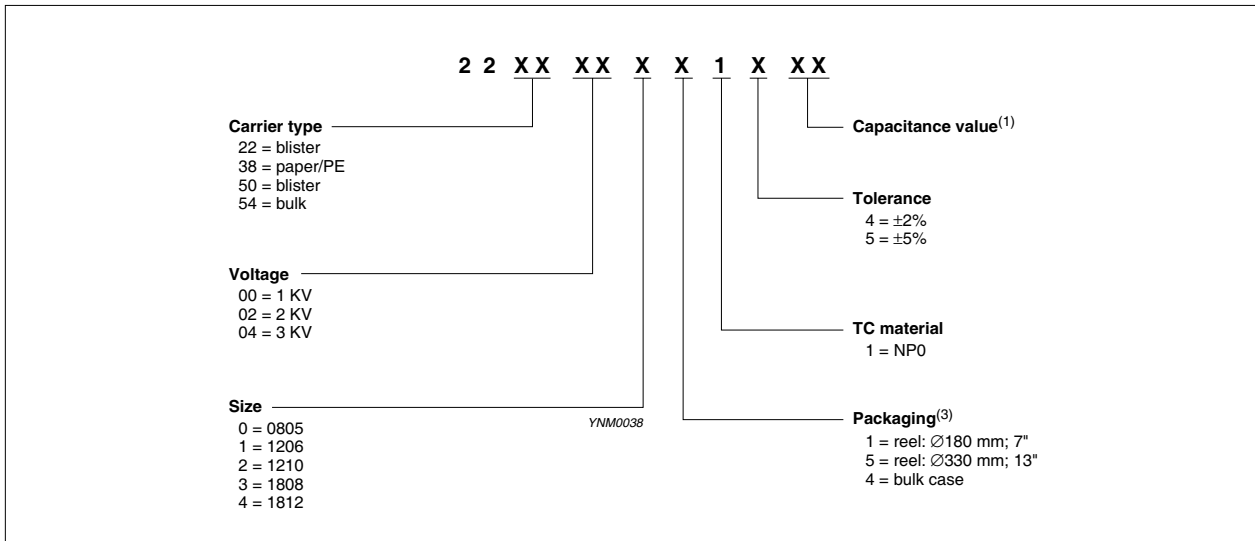 2 2 X X X X X X 1 X X X
Carrier type
22 = blister
38 = paper/PE
50 = blister
54 = bulk
Voltage
00 = 1 KV
02 = 2 KV
04 = 3 KV
Size
0 = 0805
1 = 1206
2 = 1210
3 = 1808
4 = 1812
YNM0038
Capacitance value(1)
Tolerance
4 = ±2%
5 = ±5%
TC material
1 = NP0
Packaging(3)
1 = reel: ∅180 mm; 7"
5 = reel: ∅330 mm; 13"
4 = bulk case